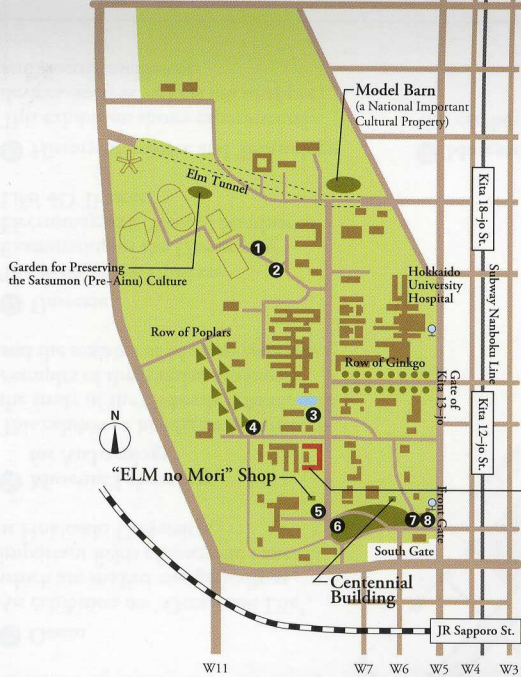 Model Barn
(a National Important
Cultural Property)
Elm Tunnel
Kita 18-jo St.
1
2
Garden for Preserving
the Satsumon (Pre-Ainu) Culture
Hokkaido
University
Hospital
Subway Nanboku Line
Row of Poplars
Row of Ginkgo
Gate of
Kita 13-jo
Kita 12-jo St.
N
3
4
"ELM no Mori" Shop
5
6
7
8
Front Gate
South Gate
Centennial
Building
JR Sapporo St.
W11
W7
W6
W5
W4
W3